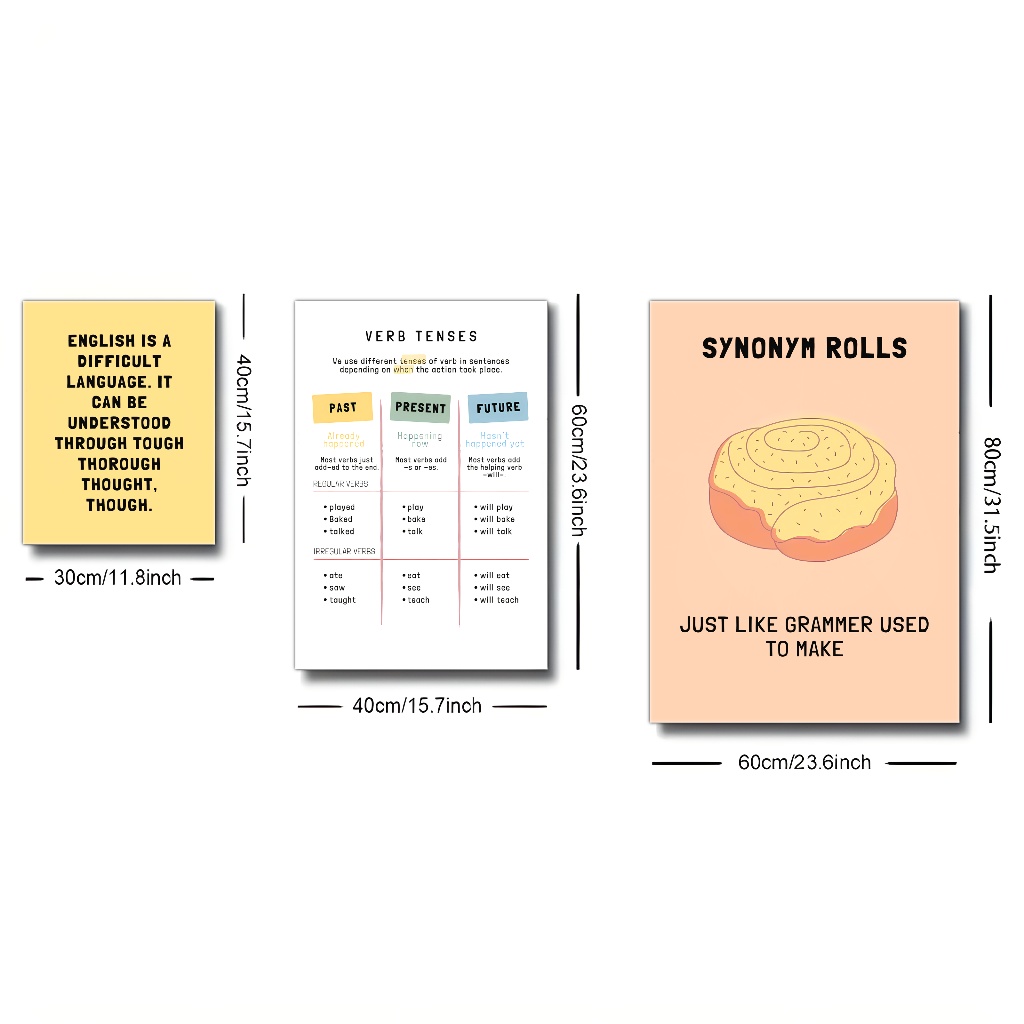 ENGLISH IS A
DIFFICULT
LANGUAGE. IT
CAN BE
UNDERSTOOD
THROUGH TOUGH
THOROUGH
THOUGHT,
THOUGH.
40cm/15.7inch
30cm/11.8inch
VERB TENSES
We use different tenses of verb in sentences
depending on when the action took place.
PAST PRESENT FUTURE
Already happened Happening now Hasn't happened yet
Most verbs just add-ed to the end. Most verbs add -s or -es. Most verbs add the helping verb -will-
REGULAR VERBS
• played • play • will play
• Baked • bake • will bake
• talked • talk • will talk
IRREGULAR VERBS
• ate • eat • will eat
• saw • see • will see
• taught • teach • will teach
60cm/23.6inch
40cm/15.7inch
SYNONYM ROLLS
JUST LIKE GRAMMER USED
TO MAKE
80cm/31.5inch
60cm/23.6inch